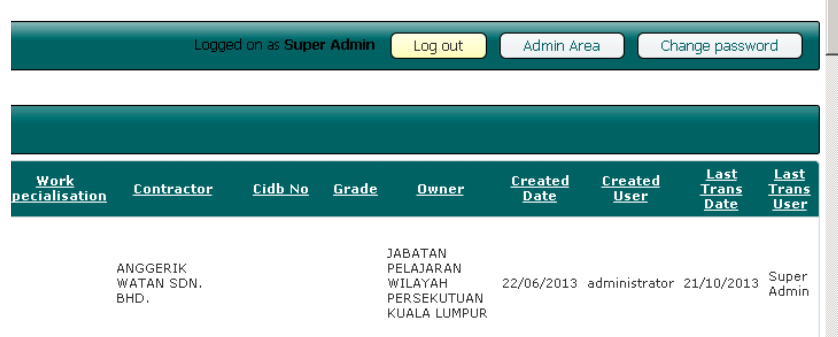 Logged on as Super Admin Log out Admin Area Change password
Work pecialisation Contractor Cidb No Grade Owner Created Date Created User Last Trans Date Last Trans User
ANGGERIK
WATAN SDN.
BHD.
JABATAN
PELAJARAN
WILAYAH
PERSEKUTUAN
KUALA LUMPUR
22/06/2013 administrator 21/10/2013 Super
Admin